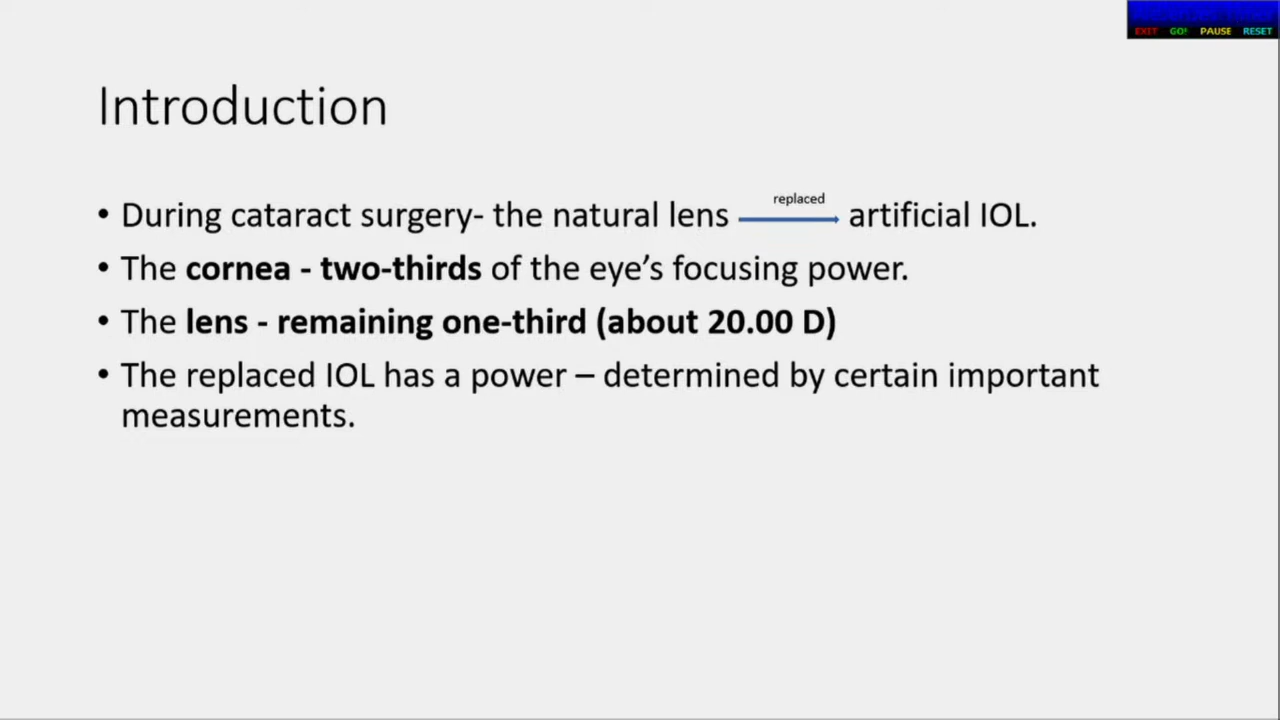 EXIT GO! PAUSE RESET
Introduction
replaced
• During cataract surgery- the natural lens artificial IOL.
• The cornea - two-thirds of the eye's focusing power.
• The lens - remaining one-third (about 20.00 D)
• The replaced IOL has a power – determined by certain important
measurements.